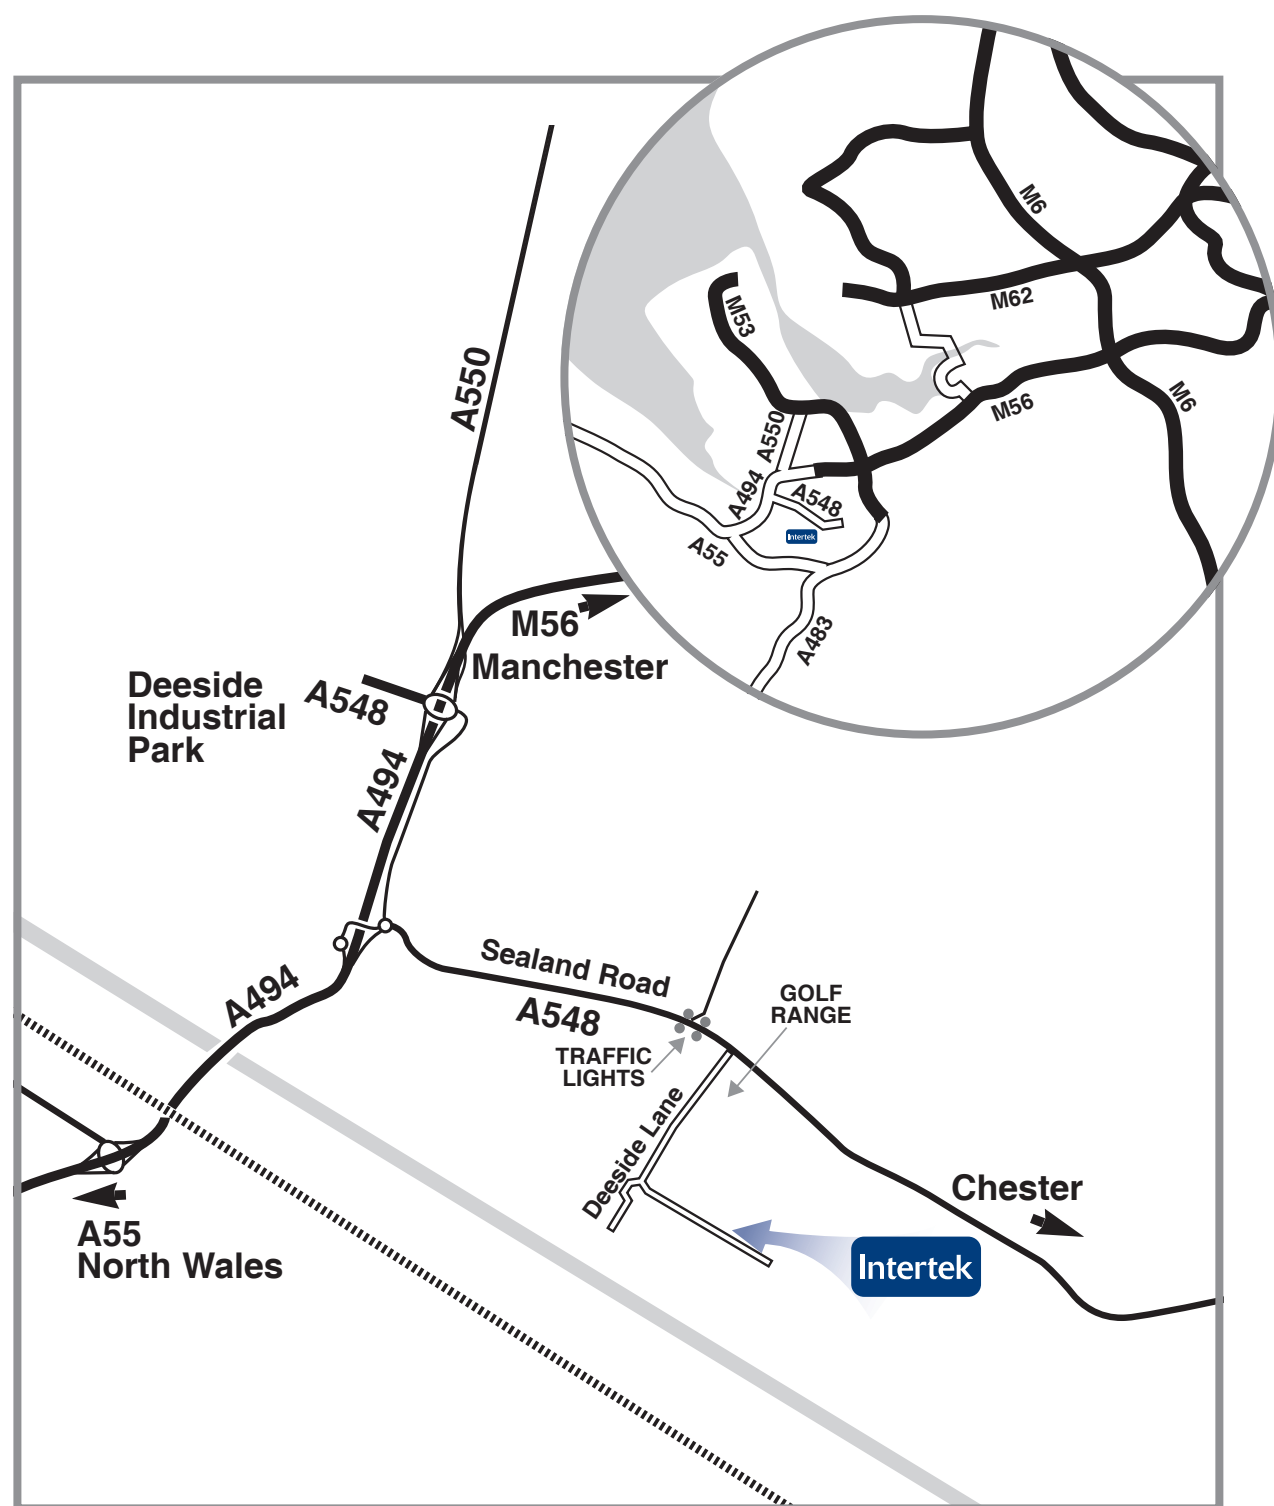 M6
M62
M53
M56
M6
A550
A494
A548
Intertek
A55
A483
A550
M56
Manchester
Deeside
Industrial
Park
A548
A494
A494
Sealand Road
A548
GOLF
RANGE
TRAFFIC
LIGHTS
Deeside Lane
Chester
A55
North Wales
Intertek